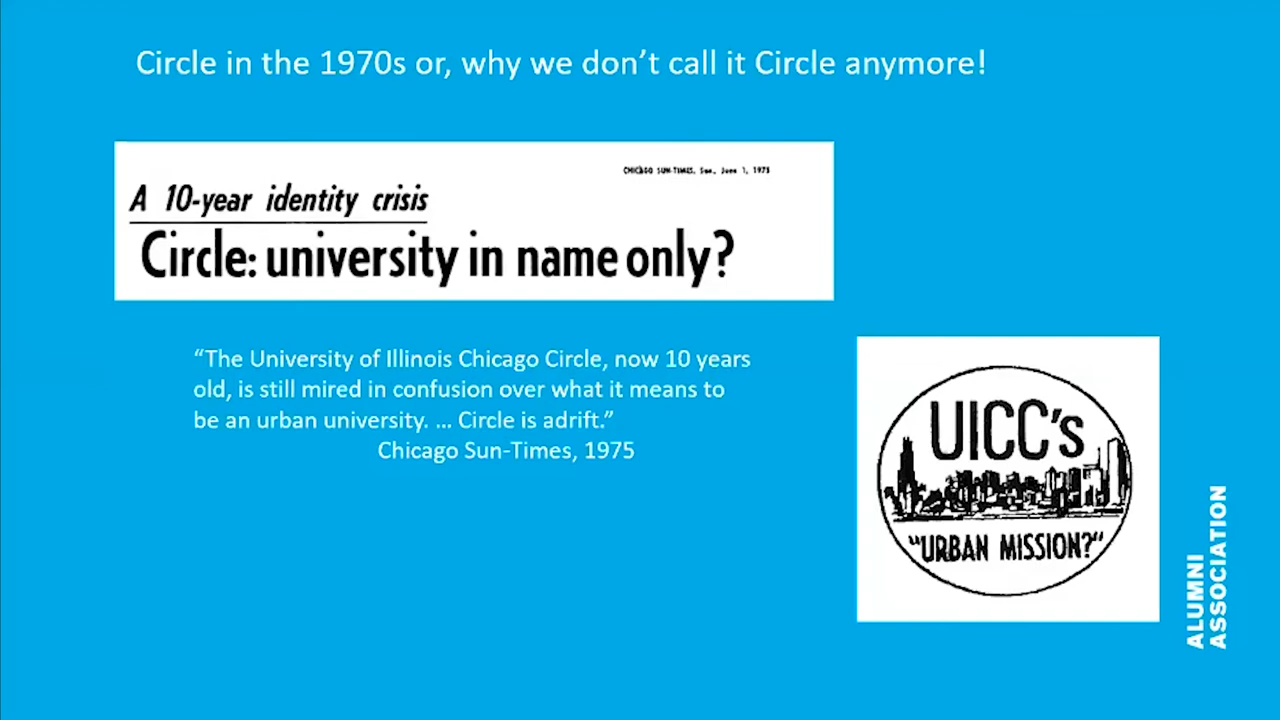 Circle in the 1970s or, why we don’t call it Circle anymore!
CHICAGO SUN-TIMES, Sun., June 1, 1975
A 10-year identity crisis
Circle: university in name only?
“The University of Illinois Chicago Circle, now 10 years
old, is still mired in confusion over what it means to
be an urban university. ... Circle is adrift.”
Chicago Sun-Times, 1975
UICC's
"URBAN MISSION?"
ALUMNI
ASSOCIATION